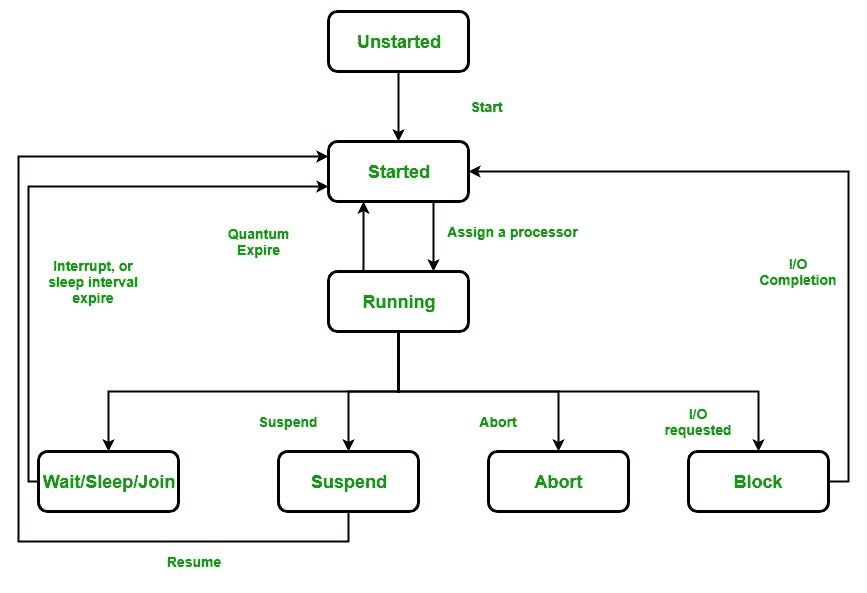 Unstarted
Start
Started
Quantum
Expire
Assign a processor
Interrupt, or
sleep interval
expire
I/O
Completion
Running
Suspend
Abort
I/O
requested
Wait/Sleep/Join
Suspend
Abort
Block
Resume